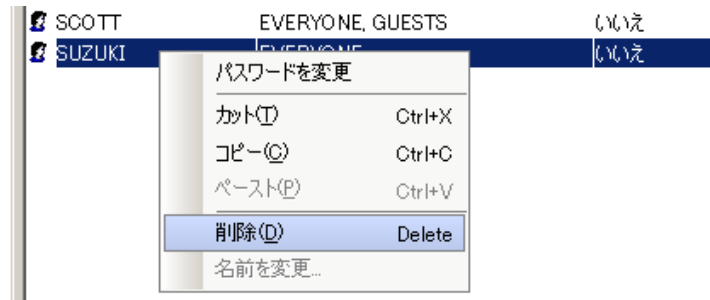 SCOTT EVERYONE, GUESTS いいえ
SUZUKI EVERYONE いいえ
パスワードを変更
カット(T) Ctrl+X
コピー(C) Ctrl+C
ペースト(P) Ctrl+V
削除(D) Delete
名前を変更...